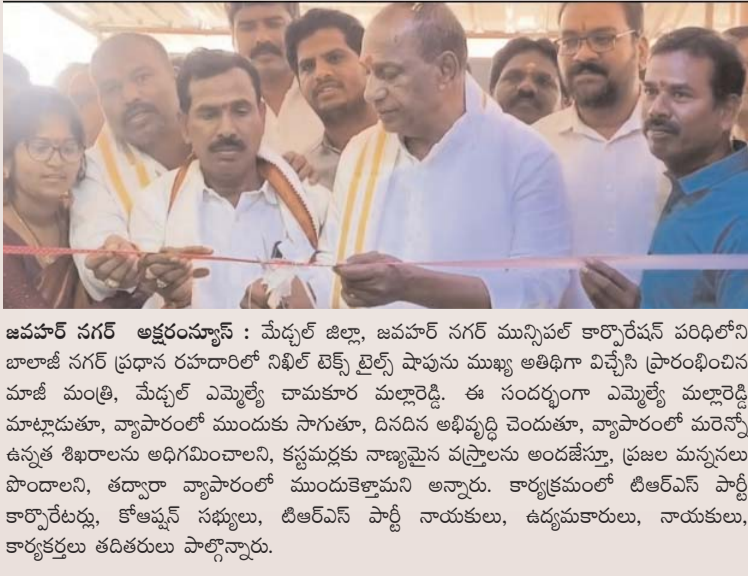 జవహర్ నగర్ అక్షరంన్యూస్ : మేడ్చల్ జిల్లా, జవహర్ నగర్ మున్సిపల్ కార్పొరేషన్ పరిధిలోని
బాలాజీ నగర్ ప్రధాన రహదారిలో నిఖిల్ టెక్స్ టైల్స్ షాపును ముఖ్య అతిథిగా విచ్చేసి ప్రారంభించిన
మాజీ మంత్రి, మేడ్చల్ ఎమ్మెల్యే చామకూర మల్లారెడ్డి. ఈ సందర్భంగా ఎమ్మెల్యే మల్లారెడ్డి
మాట్లాడుతూ, వ్యాపారంలో ముందుకు సాగుతూ, దినదిన అభివృద్ధి చెందుతూ, వ్యాపారంలో మరెన్నో
ఉన్నత శిఖరాలను అధిగమించాలని, కస్టమర్లకు నాణ్యమైన వస్త్రాలను అందజేస్తూ, ప్రజల మన్ననలు
పొందాలని, తద్వారా వ్యాపారంలో ముందుకెళ్తామని అన్నారు. కార్యక్రమంలో టిఆర్ఎస్ పార్టీ
కార్పొరేటర్లు, కోఆప్షన్ సభ్యులు, టిఆర్ఎస్ పార్టీ నాయకులు, ఉద్యమకారులు, నాయకులు,
కార్యకర్తలు తదితరులు పాల్గొన్నారు.